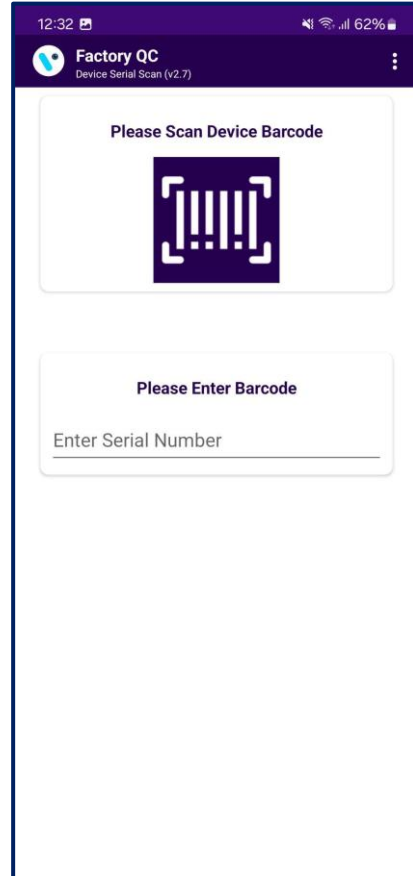 12:32 62%
Factory QC
Device Serial Scan (v2.7)
Please Scan Device Barcode
Please Enter Barcode
Enter Serial Number